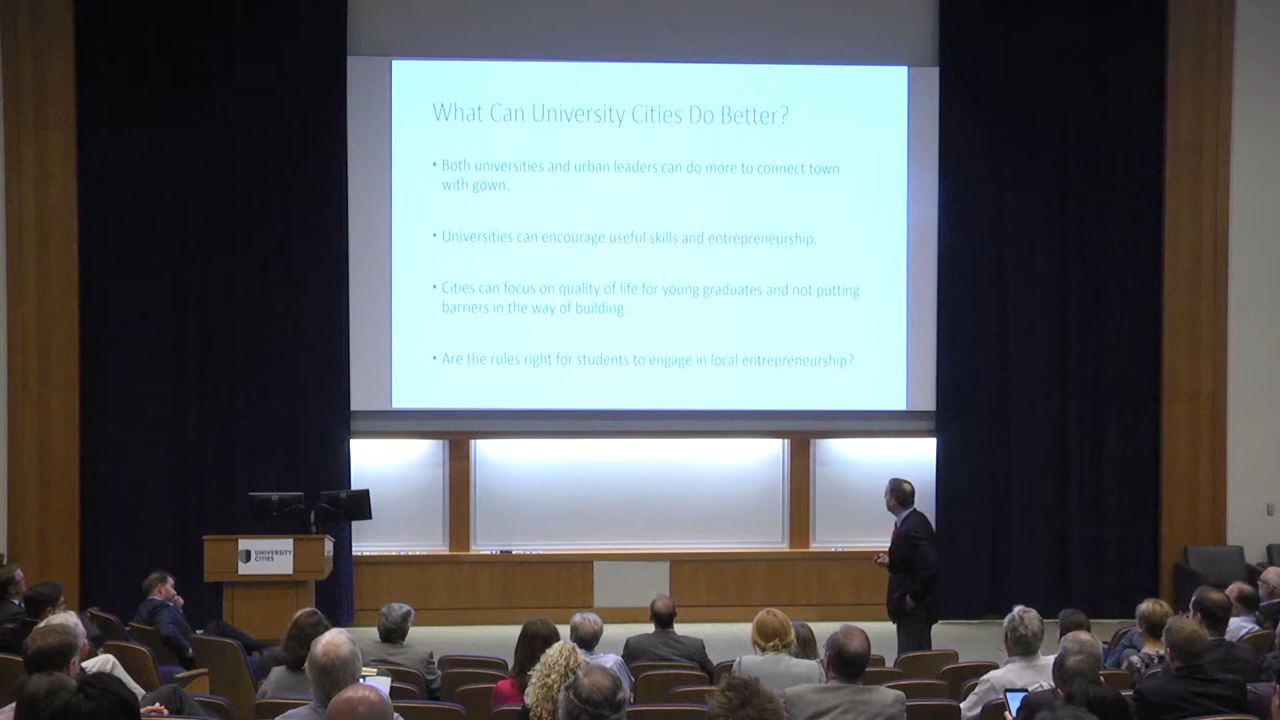 What Can University Cities Do Better?
• Both universities and urban leaders can do more to connect town
with gown.
• Universities can encourage useful skills and entrepreneurship.
• Cities can focus on quality of life for young graduates and not putting
barriers in the way of building.
• Are the rules right for students to engage in local entrepreneurship?
UNIVERSITY
CITIES